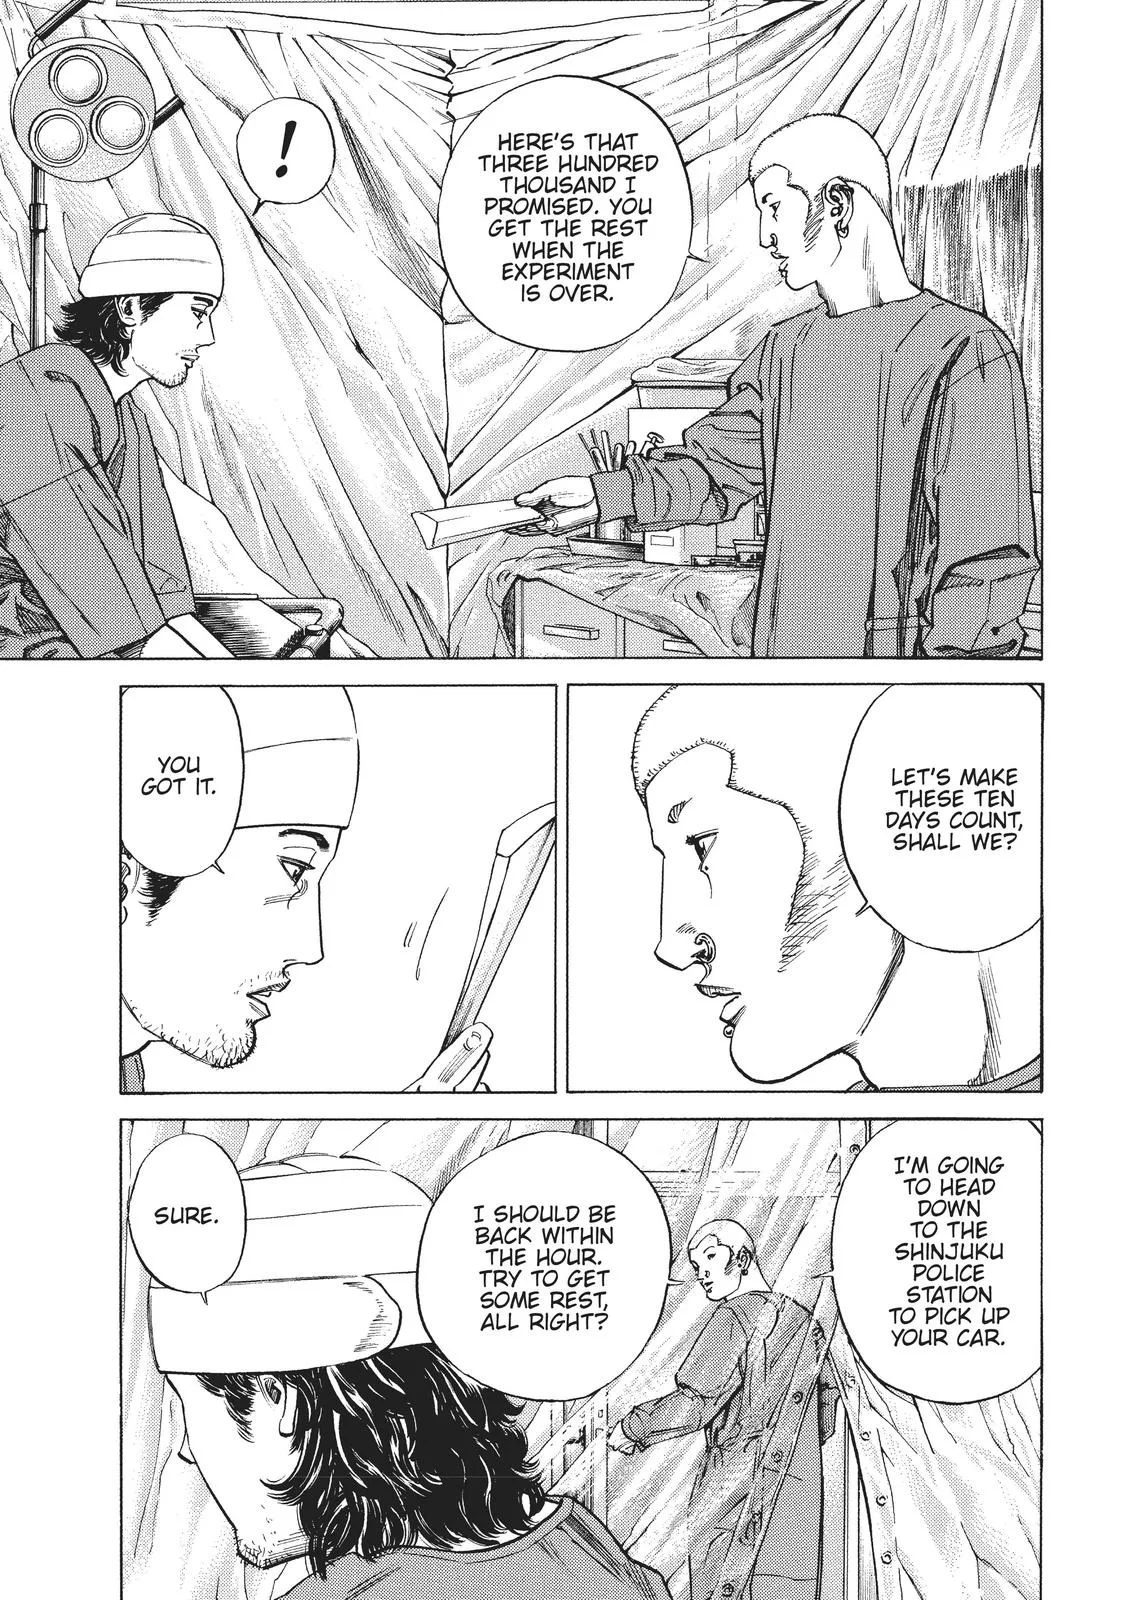 HERE'S THAT
THREE HUNDRED
THOUSAND I
PROMISED. YOU
GET THE REST
WHEN THE
EXPERIMENT
IS OVER.
!
LET'S MAKE
THESE TEN
DAYS COUNT,
SHALL WE?
YOU
GOT IT.
I'M GOING
TO HEAD
DOWN
TO THE
SHINJUKU
POLICE
STATION
TO PICK UP
YOUR CAR.
I SHOULD BE
BACK WITHIN
THE HOUR.
TRY TO GET
SOME REST,
ALL RIGHT?
SURE.